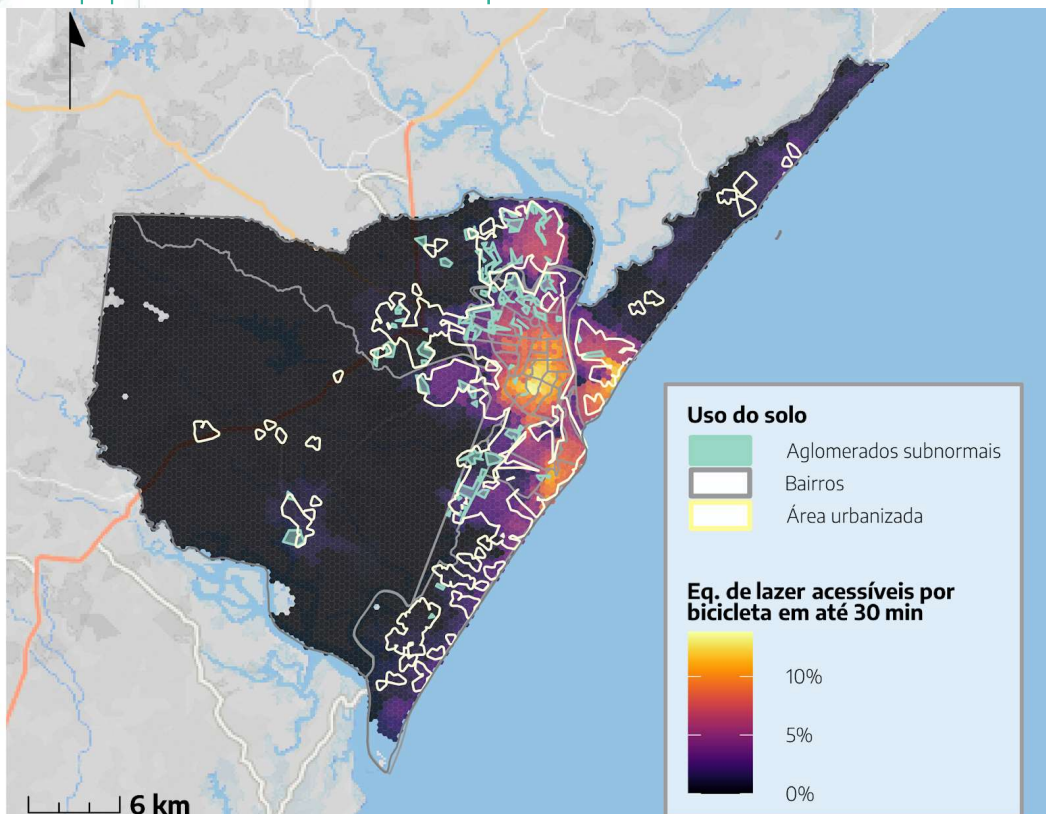 Uso do solo
Aglomerados subnormais
Bairros
Área urbanizada
Eq. de lazer acessíveis por
bicicleta em até 30 min
10%
5%
0%
6 km